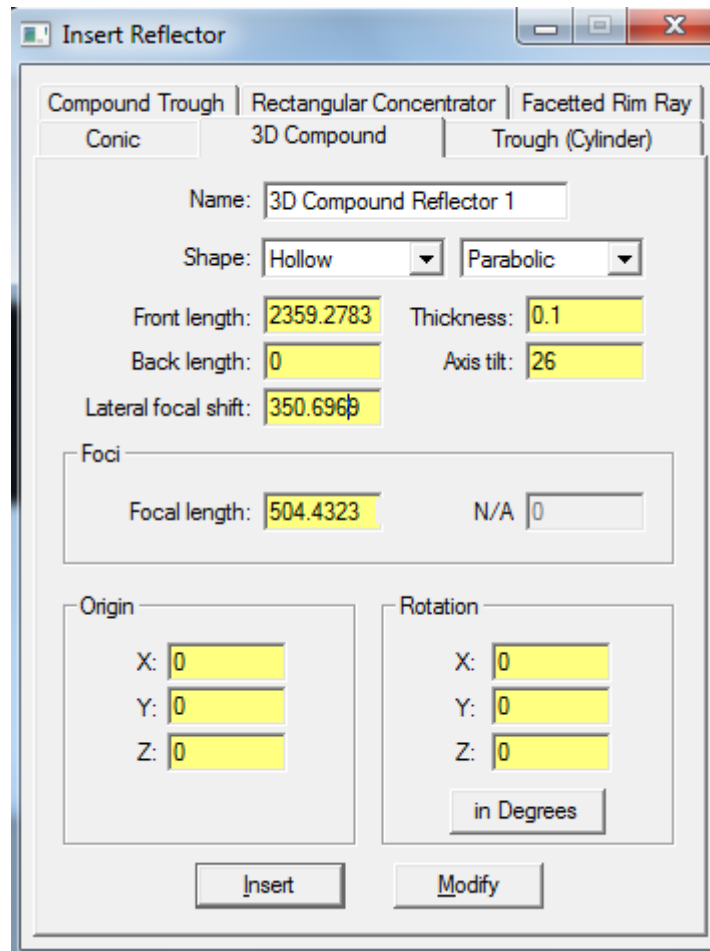 Insert Reflector
Compound Trough Rectangular Concentrator Facetted Rim Ray
Conic 3D Compound Trough (Cylinder)
Name: 3D Compound Reflector 1
Shape: Hollow Parabolic
Front length: 2359.2783 Thickness: 0.1
Back length: 0 Axis tilt: 26
Lateral focal shift: 350.6969
Foci
Focal length: 504.4323 N/A 0
Origin Rotation
X: 0 X: 0
Y: 0 Y: 0
Z: 0 Z: 0
in Degrees
Insert Modify